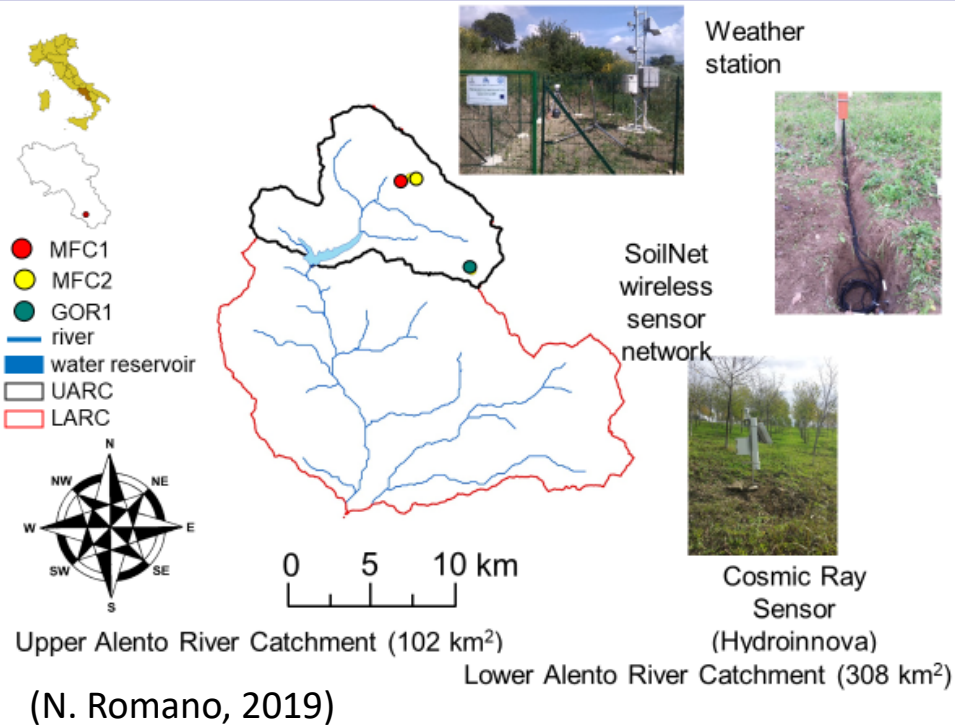 Weather
station
MFC1
MFC2
GOR1
river
water reservoir
UARC
LARC
SoilNet
wireless
sensor
network
N
NW
NE
W
E
SW
SE
S
0 5 10 km
Cosmic Ray
Sensor
(Hydroinnova)
Upper Alento River Catchment (102 km²)
Lower Alento River Catchment (308 km²)
(N. Romano, 2019)